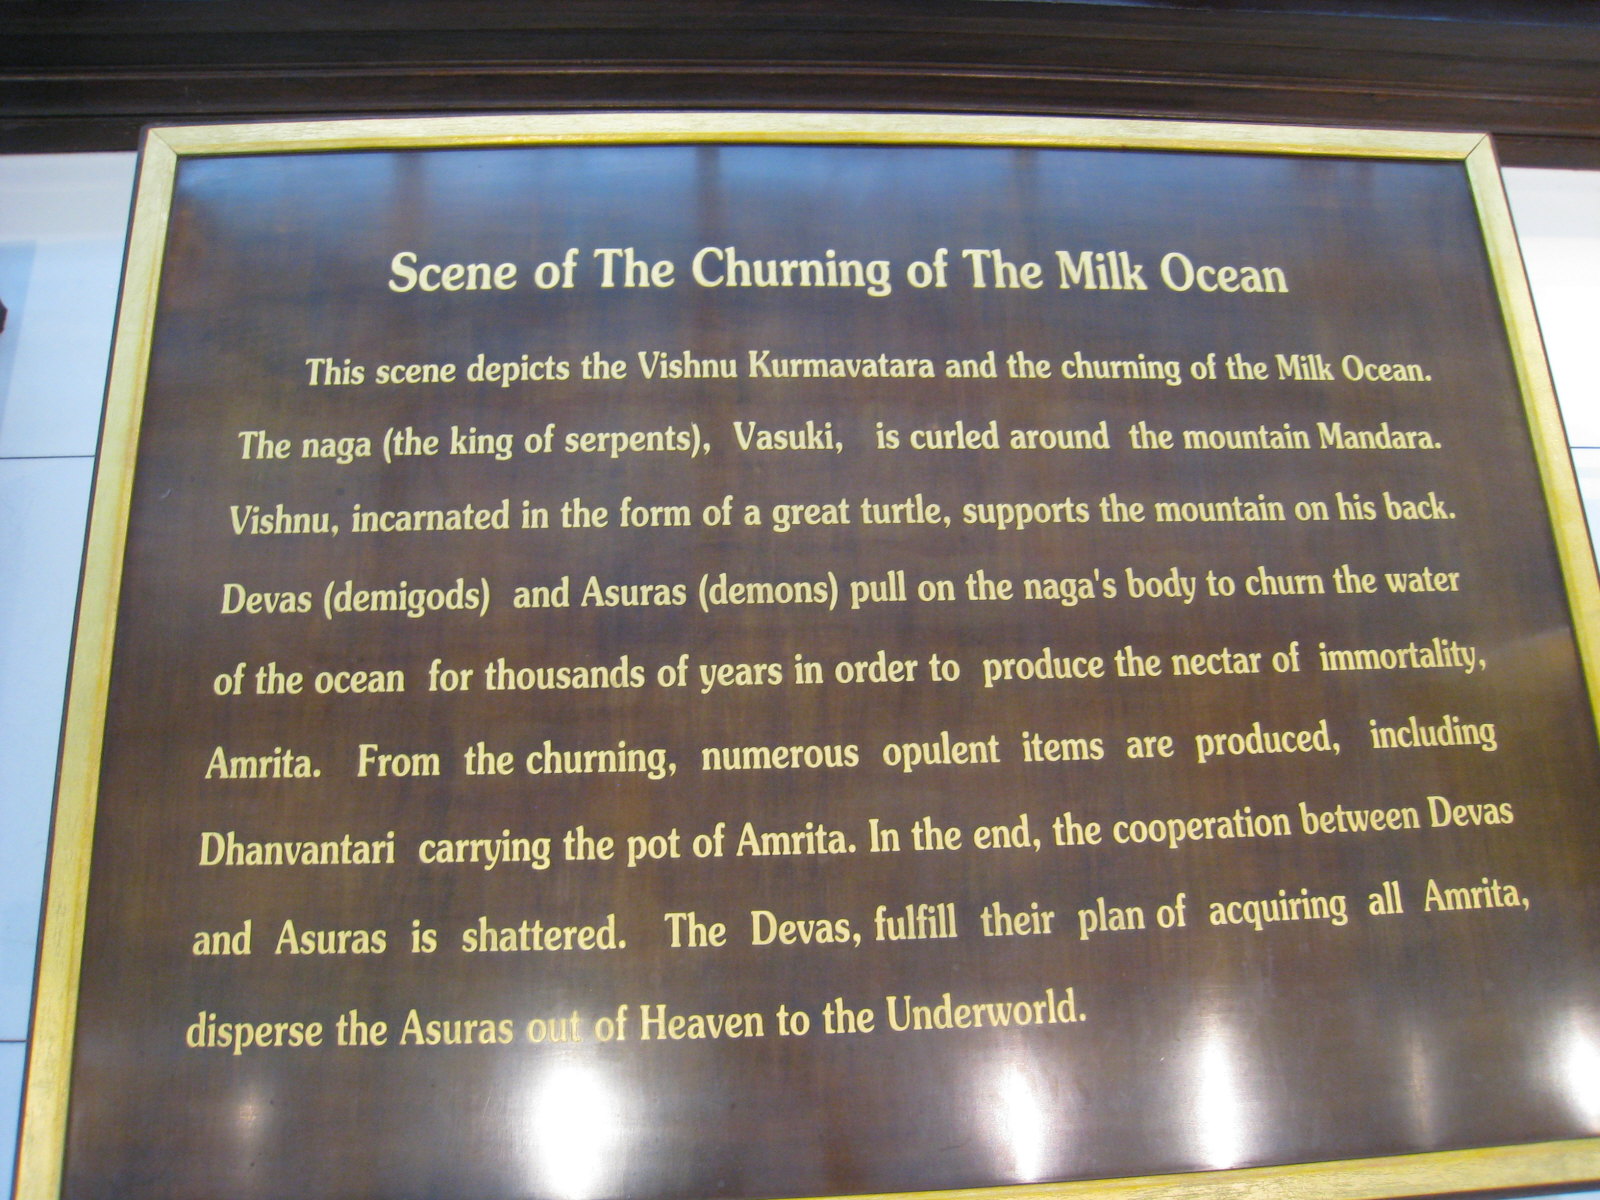 Scene of The Churning of The Milk Ocean
This scene depicts the Vishnu Kurmavatara and the churning of the Milk Ocean.
The naga (the king of serpents), Vasuki, is curled around the mountain Mandara.
Vishnu, incarnated in the form of a great turtle, supports the mountain on his back.
Devas (demigods) and Asuras (demons) pull on the naga's body to churn the water
of the ocean for thousands of years in order to produce the nectar of immortality,
Amrita. From the churning, numerous opulent items are produced, including
Dhanvantari carrying the pot of Amrita. In the end, the cooperation between Devas
and Asuras is shattered. The Devas, fulfill their plan of acquiring all Amrita,
disperse the Asuras out of Heaven to the Underworld.